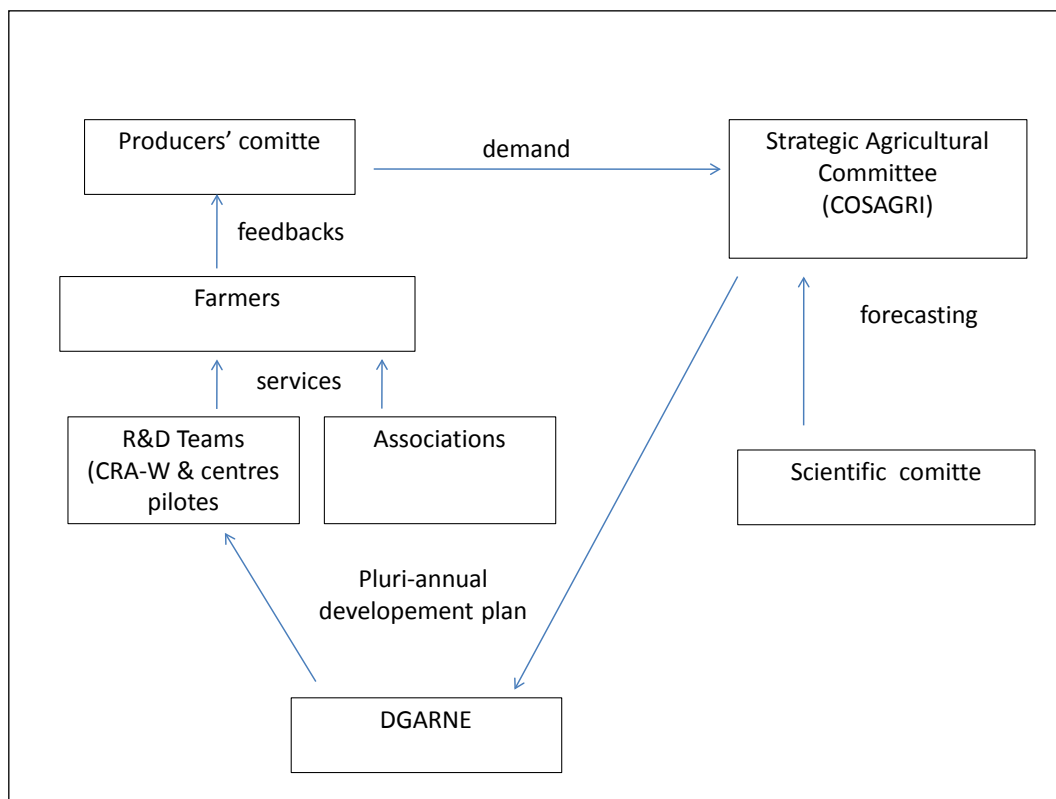 Producers' comitte
demand
Strategic Agricultural
Committee
(COSAGRI)
feedbacks
Farmers
forecasting
services
R&D Teams
(CRA-W & centres
pilotes
Associations
Scientific comitte
Pluri-annual
developement plan
DGARNE